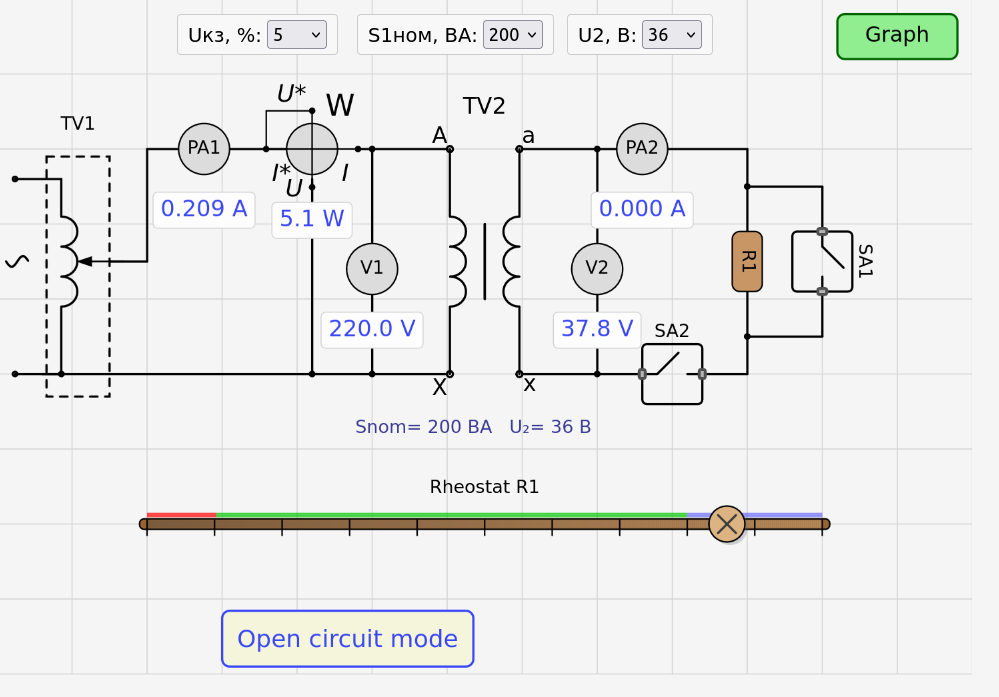 Uкз, %: 5
S1ном, ВА: 200
U2, В: 36
Graph
U*
W
TV2
TV1
A
a
PA1
PA2
I*
I
U
0.209 A
5.1 W
0.000 A
V1
V2
R1
SA1
220.0 V
37.8 V
SA2
X
x
Snom= 200 BA U₂= 36 B
Rheostat R1
Open circuit mode